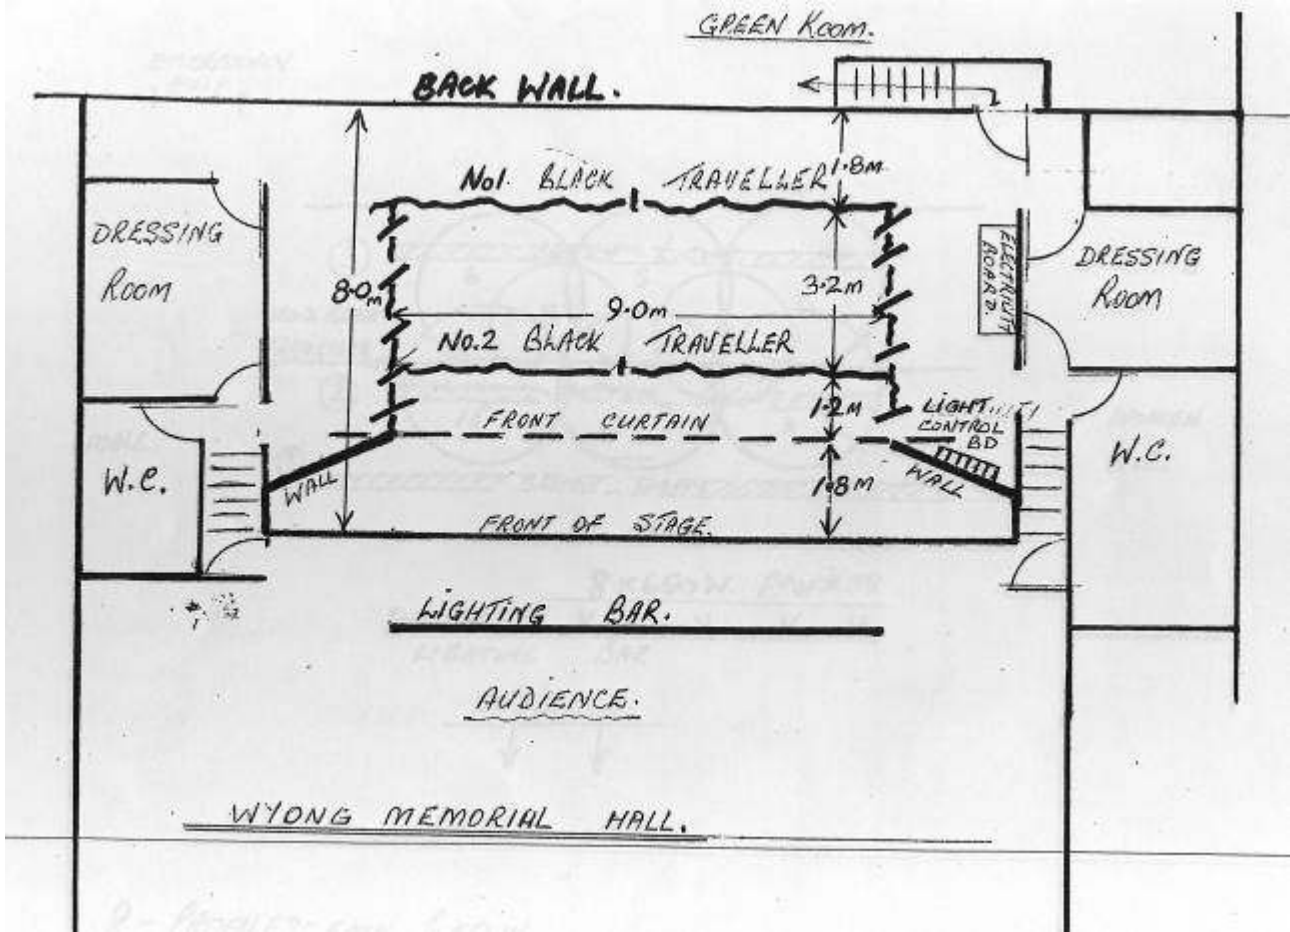 GREEN ROOM.
BACK WALL.
1.8M
No1. BLACK TRAVELLER
DRESSING
ROOM
ELECTRICITY
BOARD
DRESSING
ROOM
8.0m
3.2m
9.0m
No.2 BLACK TRAVELLER
1.2M
LIGHT
CONTROL
BD
FRONT CURTAIN
W.C.
W.C.
WALL
WALL
1.8M
FRONT OF STAGE.
LIGHTING BAR.
AUDIENCE.
WYONG MEMORIAL HALL.